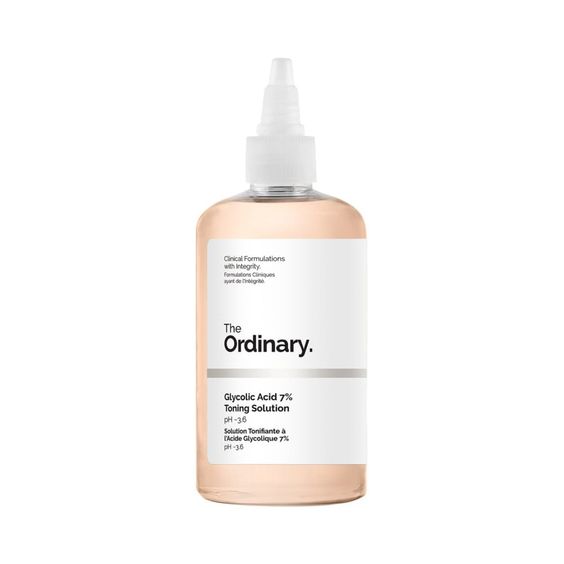 Clinical Formulations
with Integrity.
Formulations Cliniques
ayant de l'Intégrité.
The
Ordinary.
Glycolic Acid 7%
Toning Solution
pH ~3.6
Solution Tonifiante à
l'Acide Glycolique 7%
pH ~3.6